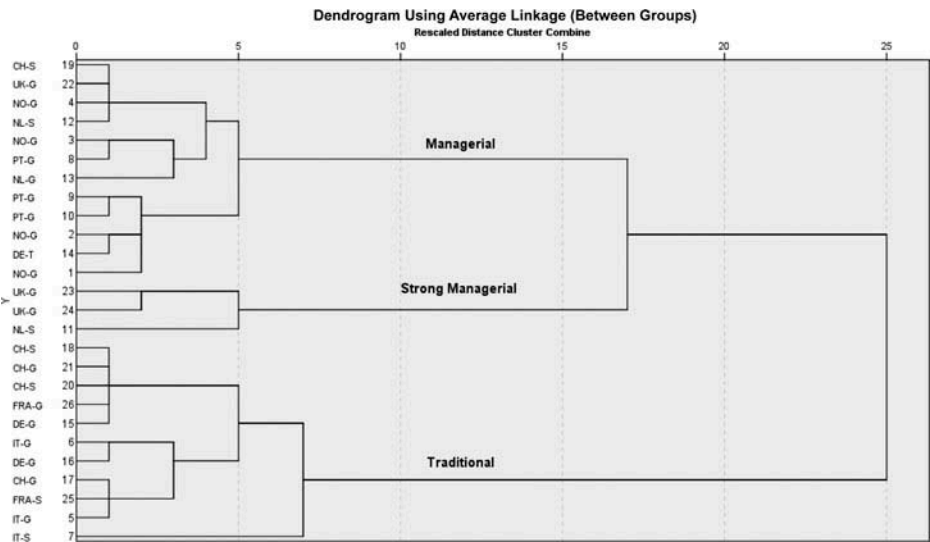 Dendrogram Using Average Linkage (Between Groups)
Rescaled Distance Cluster Combine
0 5 10 15 20 25
CH-S 19
UK-G 22
NO-G 4
NL-S 12
NO-G 3
Managerial
PT-G 8
NL-G 13
PT-G 9
PT-G 10
NO-G 2
DE-T 14
NO-G 1
UK-G 23
Strong Managerial
Y
UK-G 24
NL-S 11
CH-S 18
CH-G 21
CH-S 20
FRA-G 26
DE-G 15
IT-G 6
DE-G 16
Traditional
CH-G 17
FRA-S 25
IT-G 5
IT-S 7